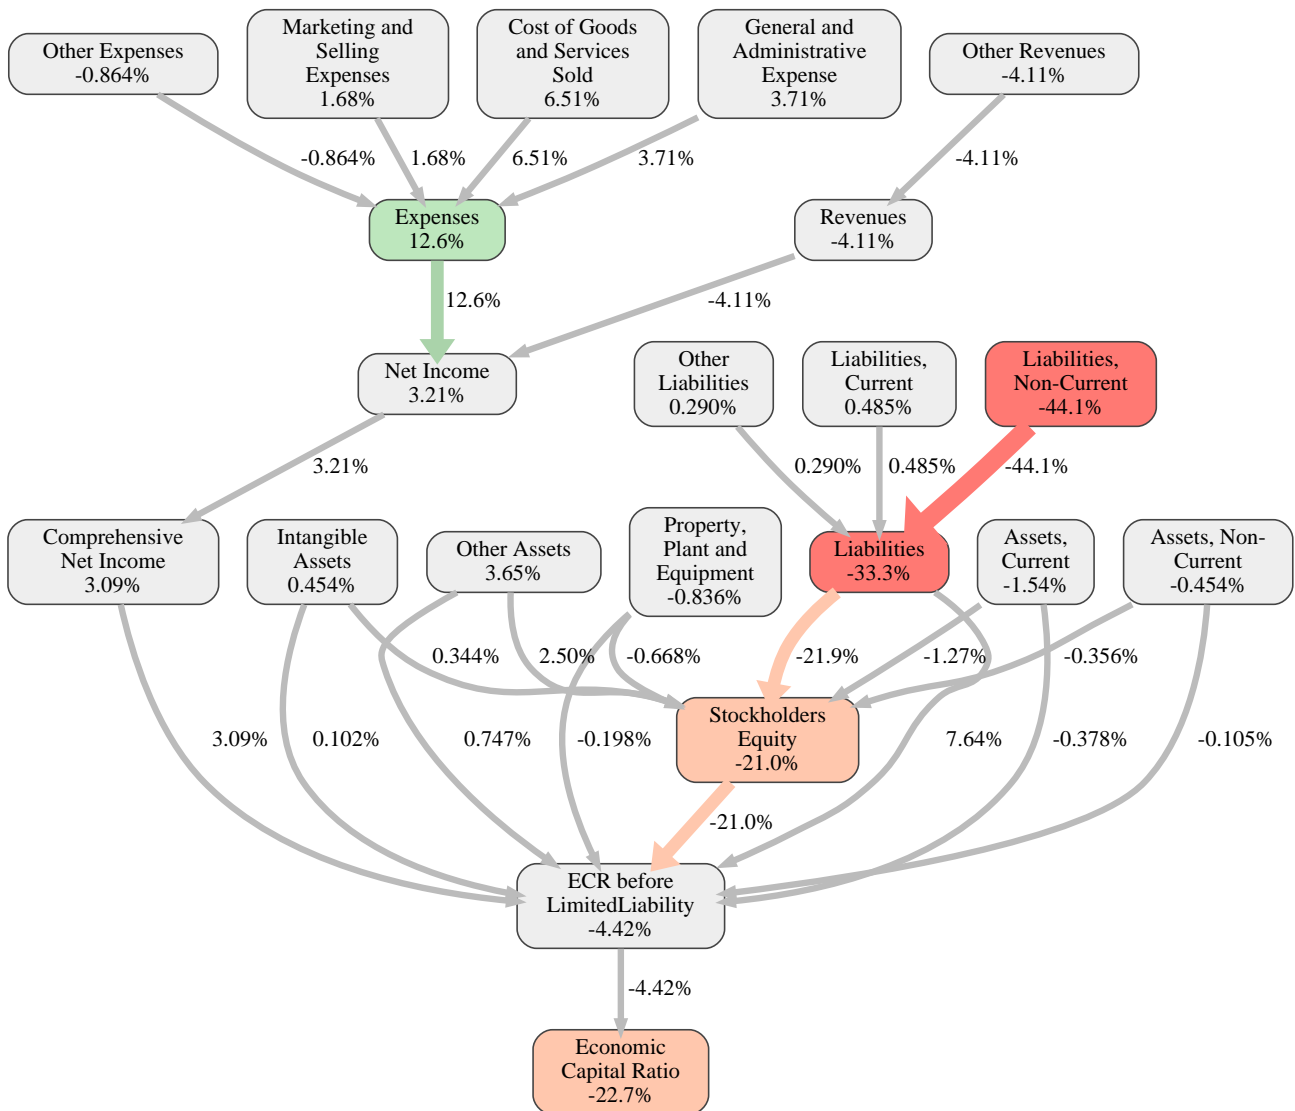 Other Expenses
-0.864%
Marketing and
Selling
Expenses
1.68%
Cost of Goods
and Services
Sold
6.51%
General and
Administrative
Expense
3.71%
Other Revenues
-4.11%
-0.864%
1.68%
6.51%
3.71%
-4.11%
Expenses
12.6%
Revenues
-4.11%
12.6%
-4.11%
Net Income
3.21%
Other
Liabilities
0.290%
Liabilities,
Current
0.485%
Liabilities,
Non-Current
-44.1%
3.21%
0.290%
0.485%
-44.1%
Comprehensive
Net Income
3.09%
Intangible
Assets
0.454%
Other Assets
3.65%
Property,
Plant and
Equipment
-0.836%
Liabilities
-33.3%
Assets,
Current
-1.54%
Assets, Non-
Current
-0.454%
0.344%
2.50%
-0.668%
-21.9%
-1.27%
-0.356%
Stockholders
Equity
-21.0%
3.09%
0.102%
0.747%
-0.198%
7.64%
-0.378%
-0.105%
-21.0%
ECR before
LimitedLiability
-4.42%
-4.42%
Economic
Capital Ratio
-22.7%